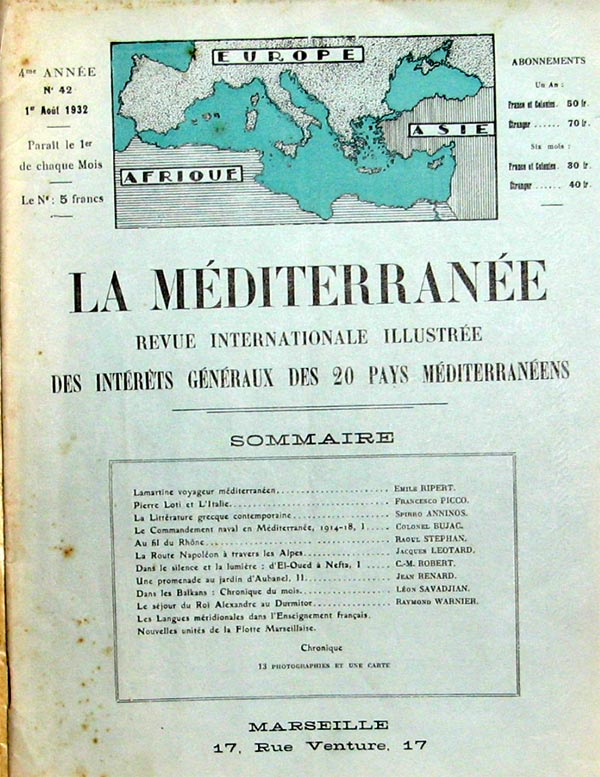 4me ANNÉE
N° 42
1er Août 1932
Paraît le 1er
de chaque Mois
Le N°: 5 francs
EUROPE
ASIE
AFRIQUE
ABONNEMENTS
Un An :
France et Colonies. 50 fr.
Etranger ...... 70 fr.
Six mois :
France et Colonies. 30 fr.
Etranger ...... 40 fr.
LA MÉDITERRANÉE
REVUE INTERNATIONALE ILLUSTRÉE
DES INTÉRÊTS GÉNÉRAUX DES 20 PAYS MÉDITERRANÉENS
SOMMAIRE
Lamartine voyageur méditerranéen.................... EMILE RIPERT.
Pierre Loti et L'Italie.................... FRANCESCO PICCO.
La Littérature grecque contemporaine.................... SPIRRO ANNINOS.
Le Commandement naval en Méditerranée, 1914-18, I .... COLONEL BUJAC.
Au fil du Rhône.................... RAOUL STEPHAN.
La Route Napoléon à travers les Alpes.................... JACQUES LEOTARD.
Dans le silence et la lumière : d'El-Oued à Nefta, I .... C.-M. ROBERT.
Une promenade au jardin d'Aubanel, II.................... JEAN RENARD.
Dans les Balkans : Chronique du mois.................... LÉON SAVADJIAN.
Le séjour du Roi Alexandre au Durmitor.................... RAYMOND WARNIER.
Les Langues méridionales dans l'Enseignement français.
Nouvelles unités de la Flotte Marseillaise.
Chronique
13 PHOTOGRAPHIES ET UNE CARTE
MARSEILLE
17, Rue Venture, 17